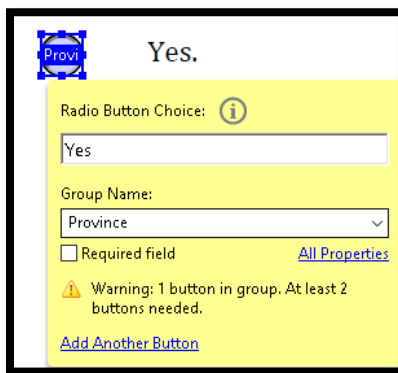 Provi Yes.
Radio Button Choice:
Yes
Group Name:
Province
Required field All Properties
Warning: 1 button in group. At least 2
buttons needed.
Add Another Button